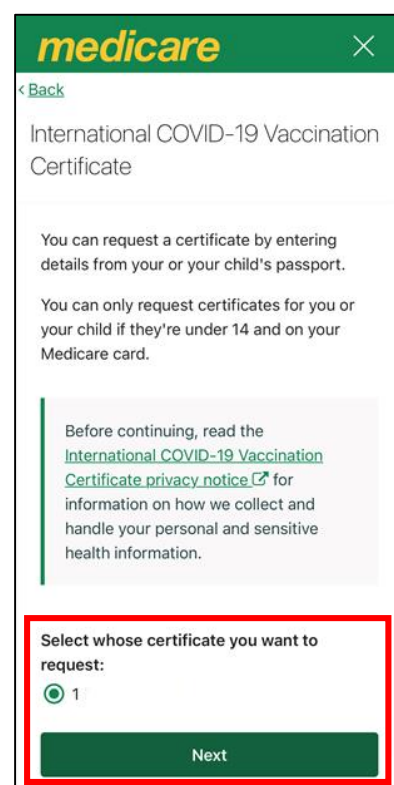 medicare
< Back
International COVID-19 Vaccination
Certificate
You can request a certificate by entering
details from your or your child's passport.
You can only request certificates for you or
your child if they're under 14 and on your
Medicare card.
Before continuing, read the
International COVID-19 Vaccination
Certificate privacy notice for
information on how we collect and
handle your personal and sensitive
health information.
Select whose certificate you want to
request:
1
Next